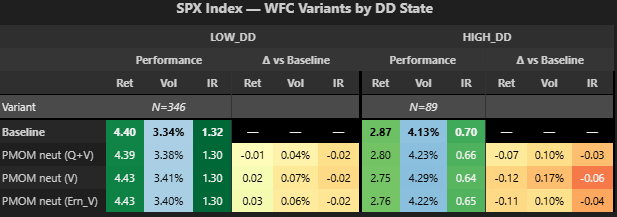 SPX Index — WFC Variants by DD State
LOW_DD HIGH_DD
Performance Δ vs Baseline Performance Δ vs Baseline
Ret Vol IR Ret Vol IR Ret Vol IR Ret Vol IR
Variant N=346 N=89
Baseline 4.40 3.34% 1.32 — — — 2.87 4.13% 0.70 — — —
PMOM neut (Q+V) 4.39 3.38% 1.30 -0.01 0.04% -0.02 2.80 4.23% 0.66 -0.07 0.10% -0.03
PMOM neut (V) 4.43 3.41% 1.30 0.02 0.07% -0.02 2.75 4.29% 0.64 -0.12 0.17% -0.06
PMOM neut (Ern_V) 4.43 3.40% 1.30 0.03 0.06% -0.02 2.76 4.22% 0.65 -0.11 0.10% -0.04